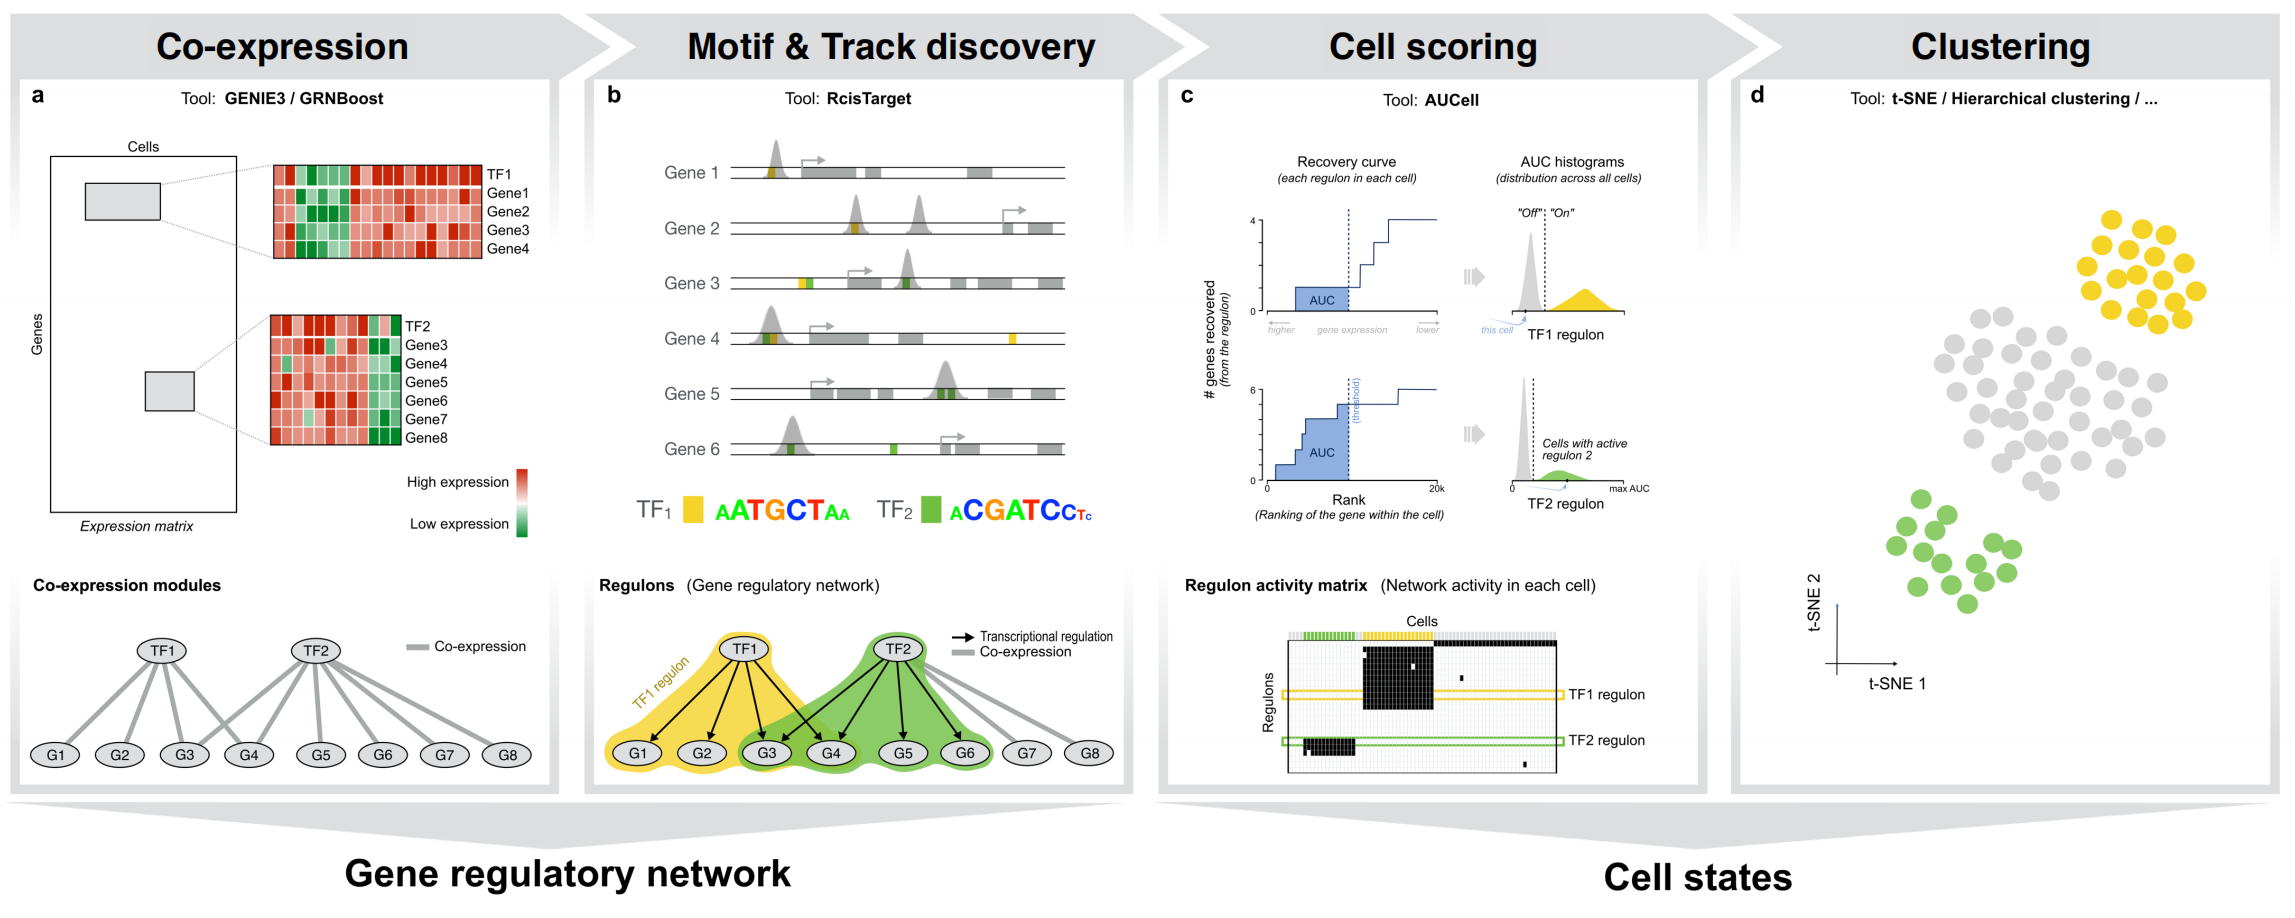 Co-expression
Motif & Track discovery
Cell scoring
Clustering
a
Tool: GENIE3 / GRNBoost
Cells
Genes
TF1
Gene1
Gene2
Gene3
Gene4
TF2
Gene3
Gene4
Gene5
Gene6
Gene7
Gene8
High expression
Low expression
Expression matrix
Co-expression modules
TF1
TF2
Co-expression
G1
G2
G3
G4
G5
G6
G7
G8
b
Tool: RcisTarget
Gene 1
Gene 2
Gene 3
Gene 4
Gene 5
Gene 6
TF1
AATGCTAA
TF2
ACGATCCTC
Regulons (Gene regulatory network)
TF1
TF2
Transcriptional regulation
Co-expression
TF1 regulon
G1
G2
G3
G4
G5
G6
G7
G8
c
Tool: AUCell
Recovery curve
(each regulon in each cell)
AUC histograms
(distribution across all cells)
# genes recovered
(from the regulon)
4
0
AUC
higher
gene expression
lower
"Off"
"On"
this cell
TF1 regulon
6
0
AUC
(threshold)
0
20k
Rank
(Ranking of the gene within the cell)
Cells with active
regulon 2
0
max AUC
TF2 regulon
Regulon activity matrix (Network activity in each cell)
Cells
Regulons
TF1 regulon
TF2 regulon
d
Tool: t-SNE / Hierarchical clustering / ...
t-SNE 2
t-SNE 1
Gene regulatory network
Cell states